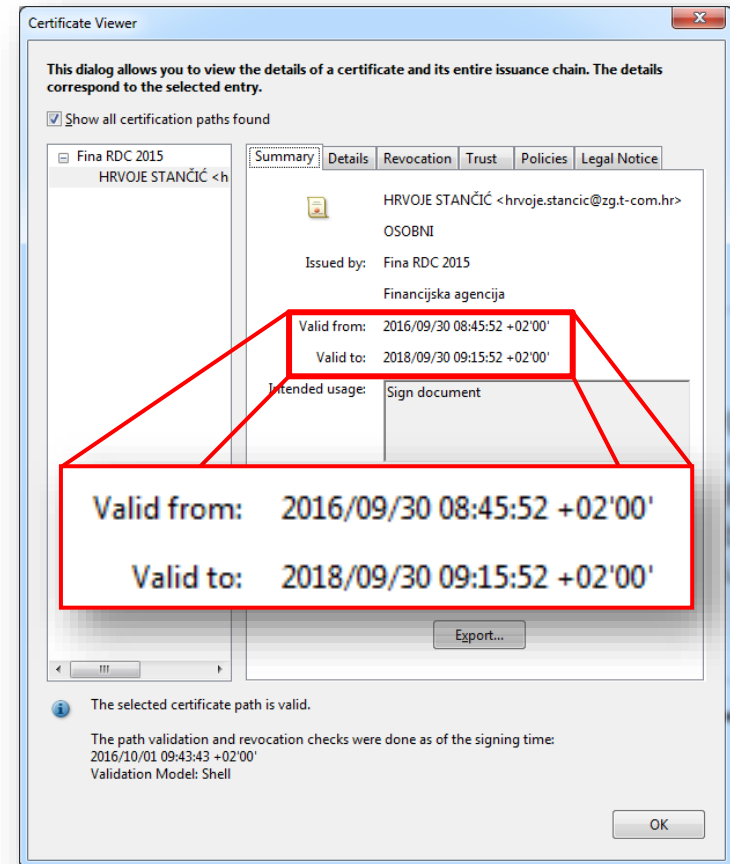 Certificate Viewer
This dialog allows you to view the details of a certificate and its entire issuance chain. The details
correspond to the selected entry.
Show all certification paths found
Fina RDC 2015
HRVOJE STANČIĆ <h
Summary Details Revocation Trust Policies Legal Notice
HRVOJE STANČIĆ <hrvoje.stancic@zg.t-com.hr>
OSOBNI
Issued by: Fina RDC 2015
Financijska agencija
Valid from: 2016/09/30 08:45:52 +02'00'
Valid to: 2018/09/30 09:15:52 +02'00'
Intended usage: Sign document
Valid from: 2016/09/30 08:45:52 +02'00'
Valid to: 2018/09/30 09:15:52 +02'00'
Export...
The selected certificate path is valid.
The path validation and revocation checks were done as of the signing time:
2016/10/01 09:43:43 +02'00'
Validation Model: Shell
OK